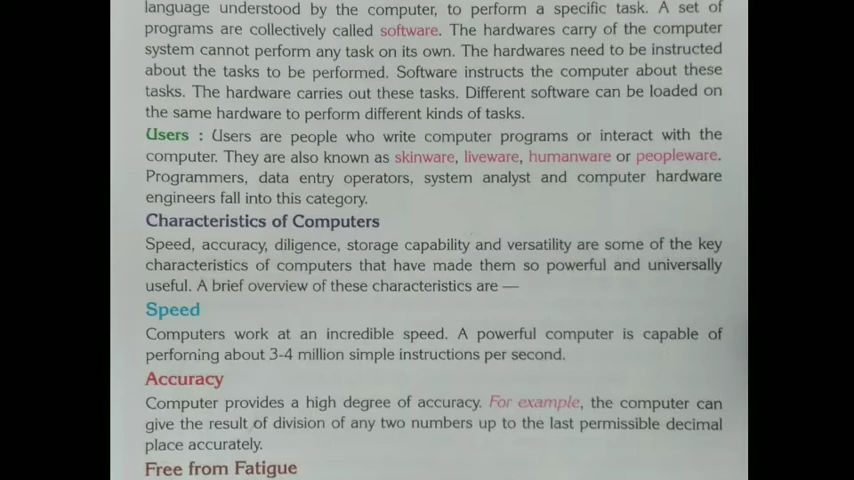 language understood by the computer, to perform a specific task. A set of
programs are collectively called software. The hardwares carry of the computer
system cannot perform any task on its own. The hardwares need to be instructed
about the tasks to be performed. Software instructs the computer about these
tasks. The hardware carries out these tasks. Different software can be loaded on
the same hardware to perform different kinds of tasks.
Users : Users are people who write computer programs or interact with the
computer. They are also known as skinware, liveware, humanware or peopleware.
Programmers, data entry operators, system analyst and computer hardware
engineers fall into this category.
Characteristics of Computers
Speed, accuracy, diligence, storage capability and versatility are some of the key
characteristics of computers that have made them so powerful and universally
useful. A brief overview of these characteristics are —
Speed
Computers work at an incredible speed. A powerful computer is capable of
perfoming about 3-4 million simple instructions per second.
Accuracy
Computer provides a high degree of accuracy. For example, the computer can
give the result of division of any two numbers up to the last permissible decimal
place accurately.
Free from Fatigue